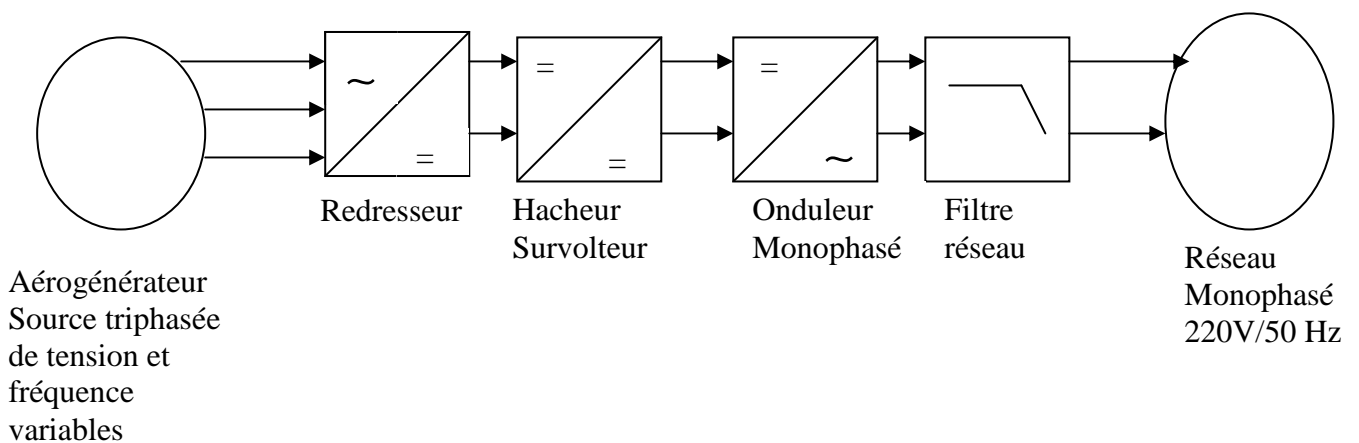 ~
=
=
=
=
~
Redresseur
Hacheur
Survolteur
Onduleur
Monophasé
Filtre
réseau
Aérogénérateur
Source triphasée
de tension et
fréquence
variables
Réseau
Monophasé
220V/50 Hz